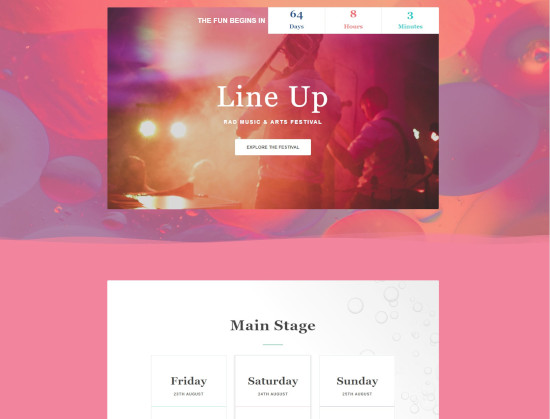 THE FUN BEGINS IN
64 8 3
Days Hours Minutes
Line Up
RAD MUSIC & ARTS FESTIVAL
EXPLORE THE FESTIVAL
Main Stage
Friday Saturday Sunday
23TH AUGUST 24TH AUGUST 25TH AUGUST